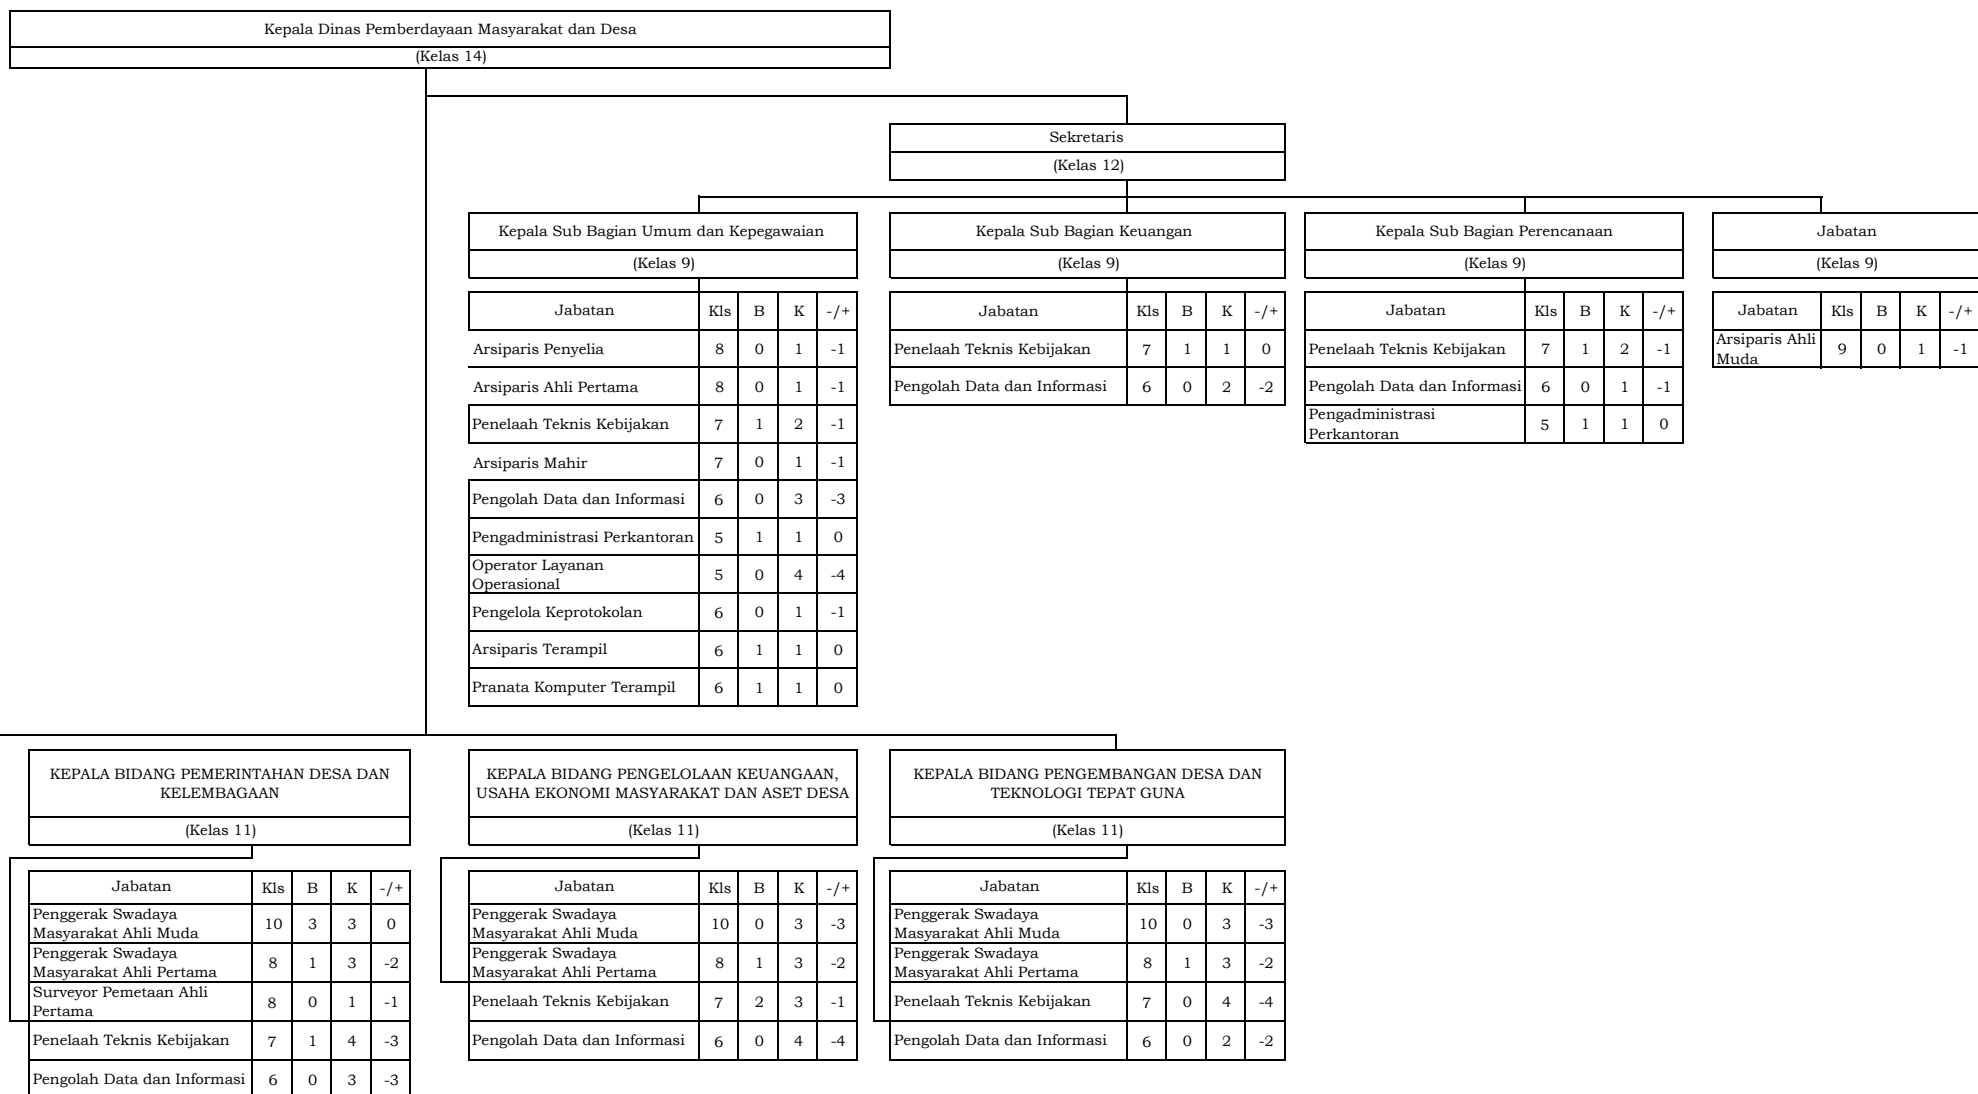 Kepala Dinas Pemberdayaan Masyarakat dan Desa
(Kelas 14)
Sekretaris
(Kelas 12)
Kepala Sub Bagian Umum dan Kepegawaian
(Kelas 9)
Jabatan Kls B K -/+
Arsiparis Penyelia 8 0 1 -1
Arsiparis Ahli Pertama 8 0 1 -1
Penelaah Teknis Kebijakan 7 1 2 -1
Arsiparis Mahir 7 0 1 -1
Pengolah Data dan Informasi 6 0 3 -3
Pengadministrasi Perkantoran 5 1 1 0
Operator Layanan
Operasional 5 0 4 -4
Pengelola Keprotokolan 6 0 1 -1
Arsiparis Terampil 6 1 1 0
Pranata Komputer Terampil 6 1 1 0
Kepala Sub Bagian Keuangan
(Kelas 9)
Jabatan Kls B K -/+
Penelaah Teknis Kebijakan 7 1 1 0
Pengolah Data dan Informasi 6 0 2 -2
Kepala Sub Bagian Perencanaan
(Kelas 9)
Jabatan Kls B K -/+
Penelaah Teknis Kebijakan 7 1 2 -1
Pengolah Data dan Informasi 6 0 1 -1
Pengadministrasi
Perkantoran 5 1 1 0
Jabatan
(Kelas 9)
Jabatan Kls B K -/+
Arsiparis Ahli
Muda 9 0 1 -1
KEPALA BIDANG PEMERINTAHAN DESA DAN
KELEMBAGAAN
(Kelas 11)
Jabatan Kls B K -/+
Penggerak Swadaya
Masyarakat Ahli Muda 10 3 3 0
Penggerak Swadaya
Masyarakat Ahli Pertama 8 1 3 -2
Surveyor Pemetaan Ahli
Pertama 8 0 1 -1
Penelaah Teknis Kebijakan 7 1 4 -3
Pengolah Data dan Informasi 6 0 3 -3
KEPALA BIDANG PENGELOLAAN KEUANGAAN,
USAHA EKONOMI MASYARAKAT DAN ASET DESA
(Kelas 11)
Jabatan Kls B K -/+
Penggerak Swadaya
Masyarakat Ahli Muda 10 0 3 -3
Penggerak Swadaya
Masyarakat Ahli Pertama 8 1 3 -2
Penelaah Teknis Kebijakan 7 2 3 -1
Pengolah Data dan Informasi 6 0 4 -4
KEPALA BIDANG PENGEMBANGAN DESA DAN
TEKNOLOGI TEPAT GUNA
(Kelas 11)
Jabatan Kls B K -/+
Penggerak Swadaya
Masyarakat Ahli Muda 10 0 3 -3
Penggerak Swadaya
Masyarakat Ahli Pertama 8 1 3 -2
Penelaah Teknis Kebijakan 7 0 4 -4
Pengolah Data dan Informasi 6 0 2 -2